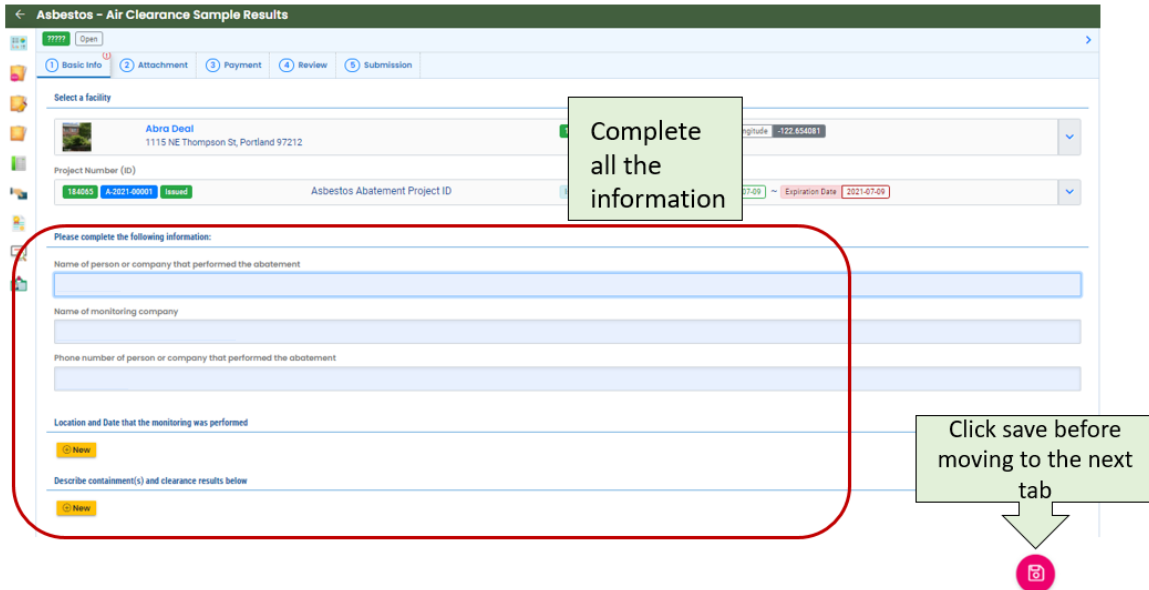 Asbestos - Air Clearance Sample Results
????? Open
1 Basic Info (1) 2 Attachment 3 Payment 4 Review 5 Submission
Select a facility
Abra Deal
1115 NE Thompson St, Portland 97212
-122.654081
Project Number (ID)
184065 A-2021-00001 Issued Asbestos Abatement Project ID
~ Expiration Date 2021-07-09
Complete
all the
information
Please complete the following information:
Name of person or company that performed the abatement
Name of monitoring company
Phone number of person or company that performed the abatement
Location and Date that the monitoring was performed
New
Describe containment(s) and clearance results below
New
Click save before
moving to the next
tab